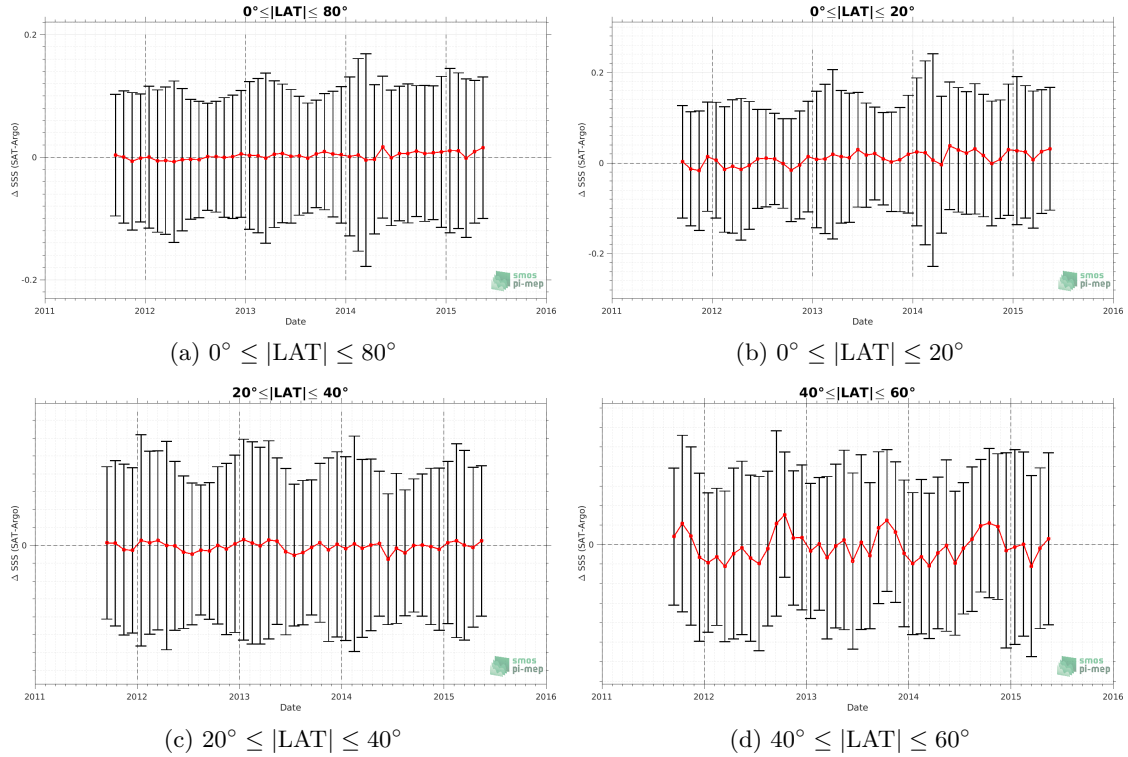 0°≤|LAT|≤ 80°
0.2
0
-0.2
Δ SSS (SAT-Argo)
2011 2012 2013 2014 2015 2016
Date
smos
pi-mep
(a) 0° ≤ |LAT| ≤ 80°
0°≤|LAT|≤ 20°
0.2
0
-0.2
Δ SSS (SAT-Argo)
2011 2012 2013 2014 2015 2016
Date
smos
pi-mep
(b) 0° ≤ |LAT| ≤ 20°
20°≤|LAT|≤ 40°
0
Δ SSS (SAT-Argo)
2011 2012 2013 2014 2015 2016
Date
smos
pi-mep
(c) 20° ≤ |LAT| ≤ 40°
40°≤|LAT|≤ 60°
0
Δ SSS (SAT-Argo)
2011 2012 2013 2014 2015 2016
Date
smos
pi-mep
(d) 40° ≤ |LAT| ≤ 60°